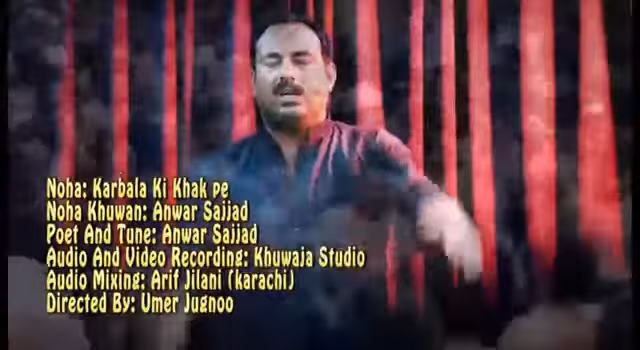 Noha: Karbala Ki Khak pe
Noha Khuwan: Anwar Sajjad
Poet And Tune: Anwar Sajjad
Audio And Video Recording: Khuwaja Studio
Audio Mixing: Arif Jilani (karachi)
Directed By: Umer Jugnoo